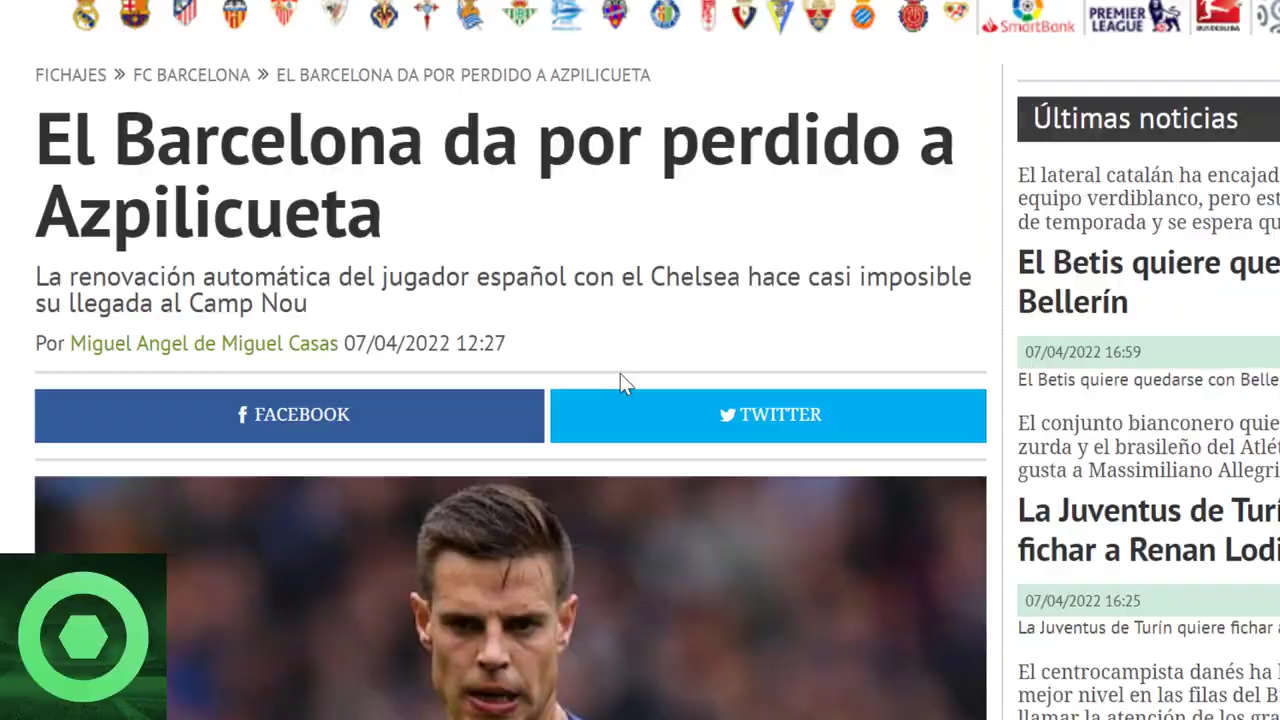 SmartBank
PREMIER
LEAGUE
BUNDESLIGA
FICHAJES » FC BARCELONA » EL BARCELONA DA POR PERDIDO A AZPILICUETA
El Barcelona da por perdido a
Azpilicueta
La renovación automática del jugador español con el Chelsea hace casi imposible
su llegada al Camp Nou
Por Miguel Angel de Miguel Casas 07/04/2022 12:27
f FACEBOOK
TWITTER
Últimas noticias
El lateral catalán ha encajad
equipo verdiblanco, pero est
de temporada y se espera qu
El Betis quiere que
Bellerín
07/04/2022 16:59
El Betis quiere quedarse con Belle
El conjunto bianconero quie
zurda y el brasileño del Atlét
gusta a Massimiliano Allegri
La Juventus de Turí
fichar a Renan Lodi
07/04/2022 16:25
La Juventus de Turín quiere fichar a
El centrocampista danés ha
mejor nivel en las filas del B
llamar la atención de los gra